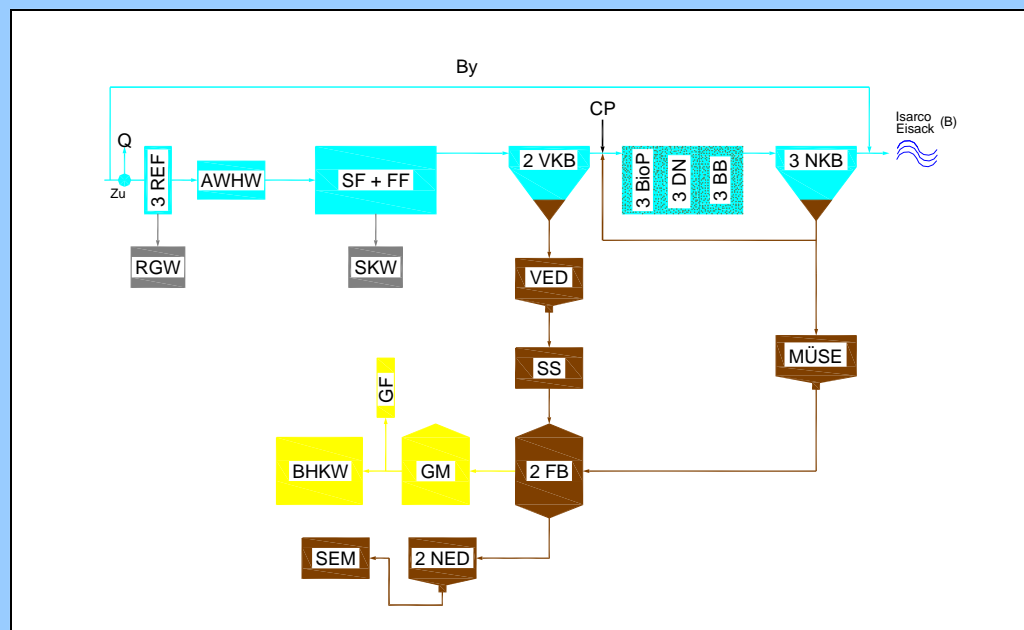 By
CP
Isarco
Eisack (B)
Q
Zu
3 REF
AWHW
SF + FF
2 VKB
3 BioP
3 DN
3 BB
3 NKB
RGW
SKW
VED
SS
MÜSE
GF
BHKW
GM
2 FB
SEM
2 NED